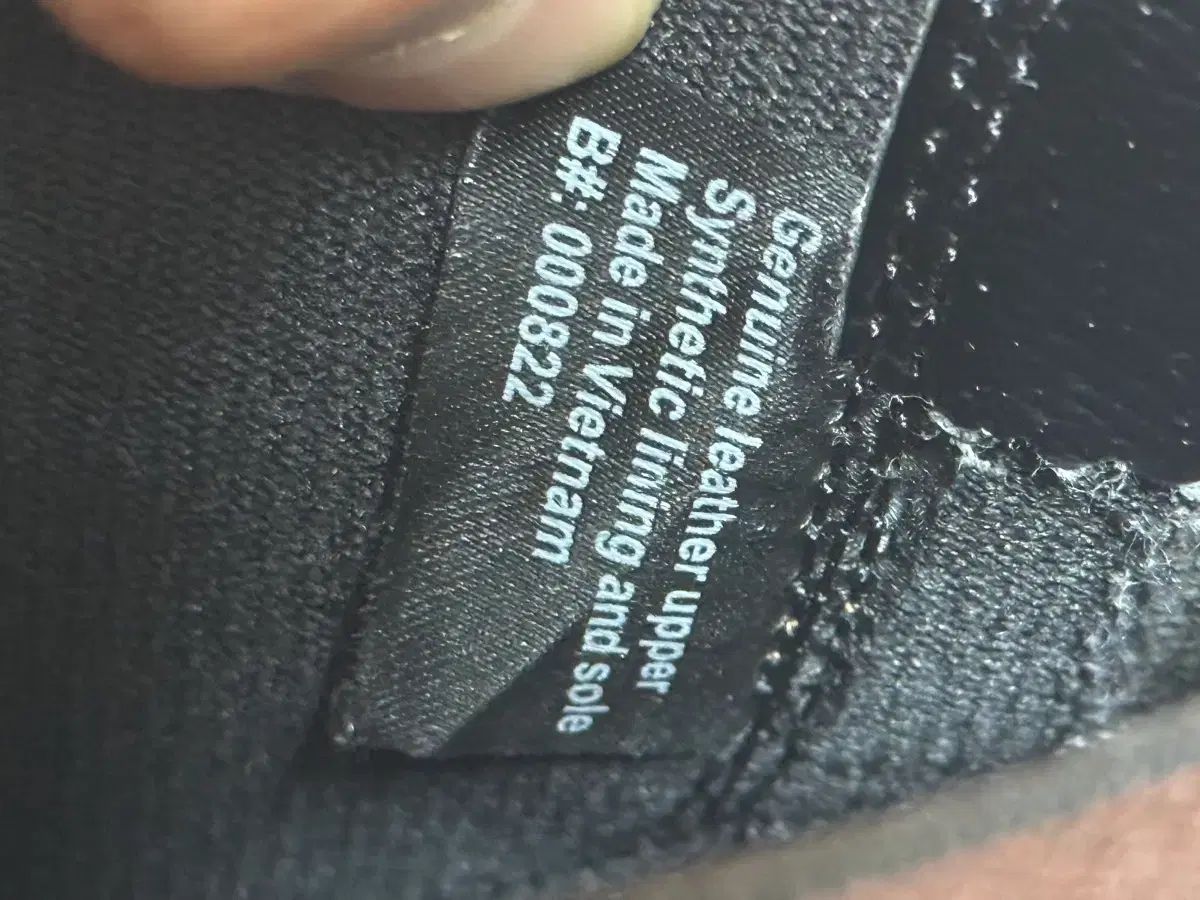 Genuine leather upper
Synthetic lining and sole
Made in Vietnam
B#: 000822